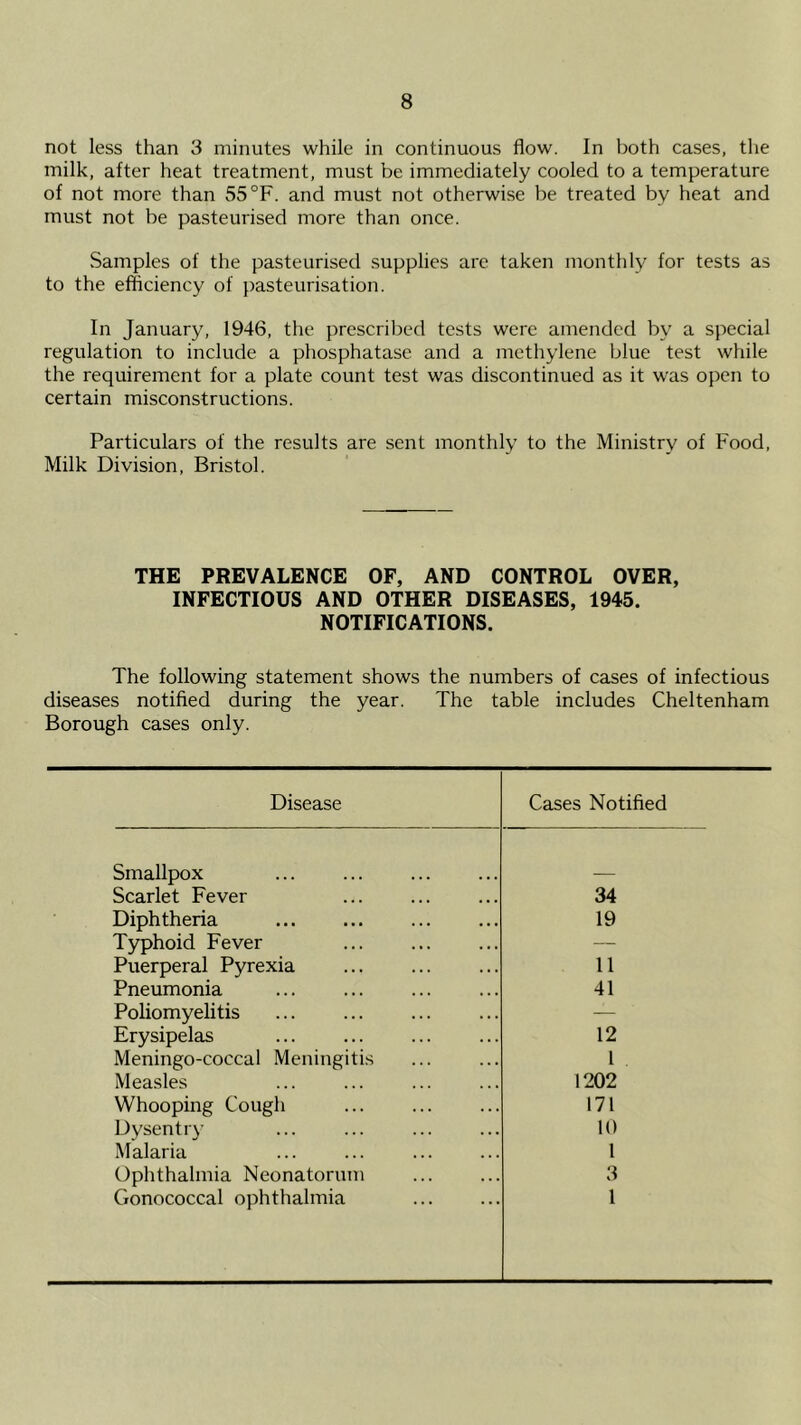 8
not less than 3 minutes while in continuous flow. In both cases, the
milk, after heat treatment, must be immediately cooled to a temperature
of not more than 55°F. and must not otherwise be treated by heat and
must not be pasteurised more than once.
Samples of the pasteurised supplies are taken monthly for tests as
to the efficiency of pasteurisation.
In January, 1946, the prescribed tests were amended by a special
regulation to include a phosphatase and a methylene blue test while
the requirement for a plate count test was discontinued as it was open to
certain misconstructions.
Particulars of the results are sent monthly to the Ministry of Food,
Milk Division, Bristol.
THE PREVALENCE OF, AND CONTROL OVER,
INFECTIOUS AND OTHER DISEASES, 1945.
NOTIFICATIONS.
The following statement shows the numbers of cases of infectious
diseases notified during the year. The table includes Cheltenham
Borough cases only.
Disease Cases Notified
Smallpox ... ... ... ... —
Scarlet Fever ... ... ... 34
Diphtheria ... ... ... ... 19
Typhoid Fever ... ... ... —
Puerperal Pyrexia ... ... ... 11
Pneumonia ... ... ... ... 41
Poliomyelitis ... ... ... ... —
Erysipelas ... ... ... ... 12
Meningo-coccal Meningitis ... ... 1
Measles ... ... ... ... 1202
Whooping Cough ... ... ... 171
Dysentry ... ... ... ... 10
Malaria ... ... ... ... 1
Ophthalmia Neonatorum ... ... 3
Gonococcal ophthalmia ... ... 1